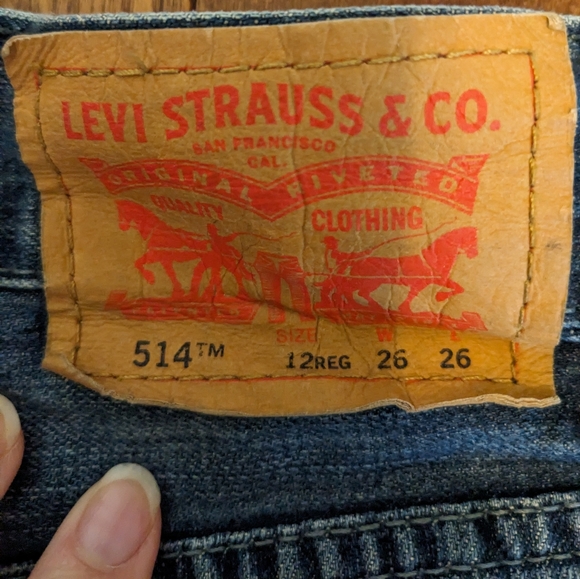 LEVI STRAUSS & CO.
SAN FRANCISCO
CAL.
ORIGINAL RIVETED
QUALITY CLOTHING
SIZE W L
514™ 12REG 26 26